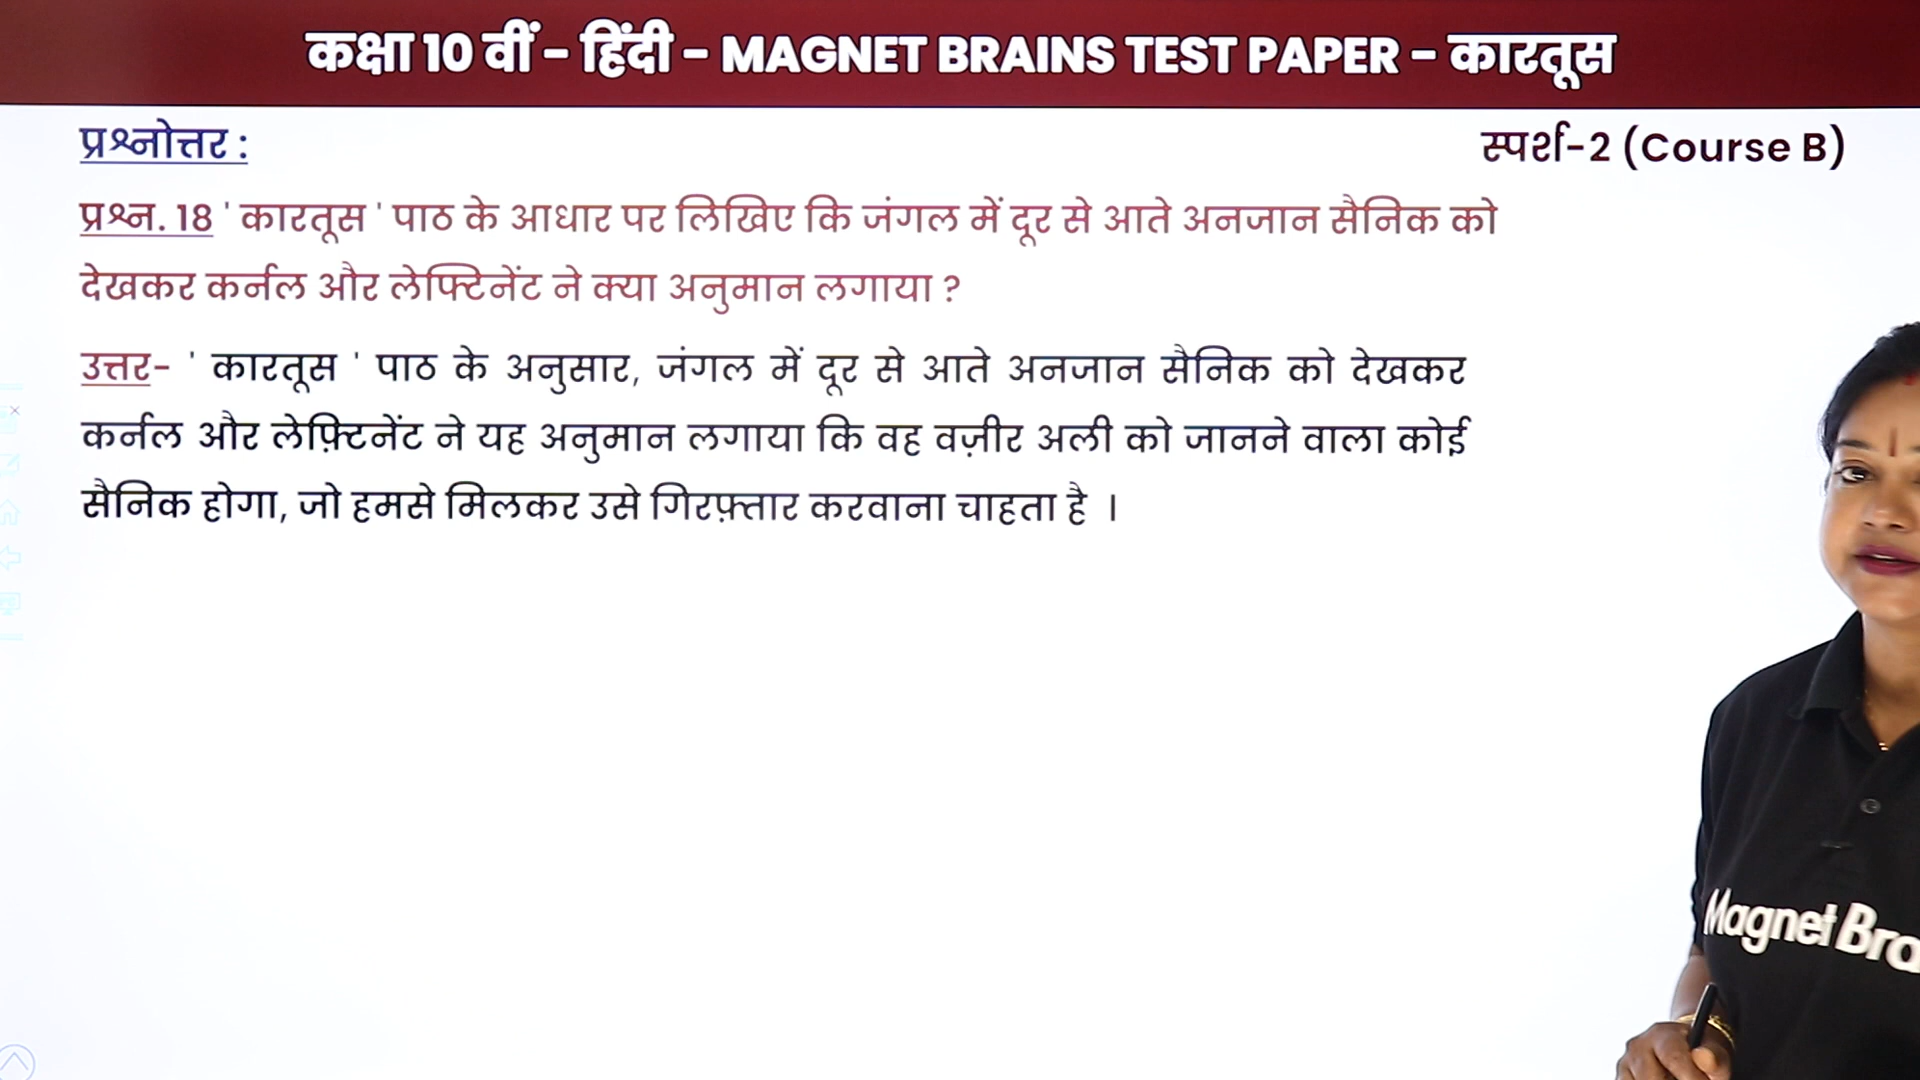 कक्षा 10 वीं - हिंदी - MAGNET BRAINS TEST PAPER - कारतूस
प्रश्नोत्तर :
स्पर्श-2 (Course B)
प्रश्न. 18 ' कारतूस ' पाठ के आधार पर लिखिए कि जंगल में दूर से आते अनजान सैनिक को
देखकर कर्नल और लेफ्टिनेंट ने क्या अनुमान लगाया ?
उत्तर- ' कारतूस ' पाठ के अनुसार, जंगल में दूर से आते अनजान सैनिक को देखकर
कर्नल और लेफ़्टिनेंट ने यह अनुमान लगाया कि वह वज़ीर अली को जानने वाला कोई
सैनिक होगा, जो हमसे मिलकर उसे गिरफ़्तार करवाना चाहता है ।
Magnet Bra